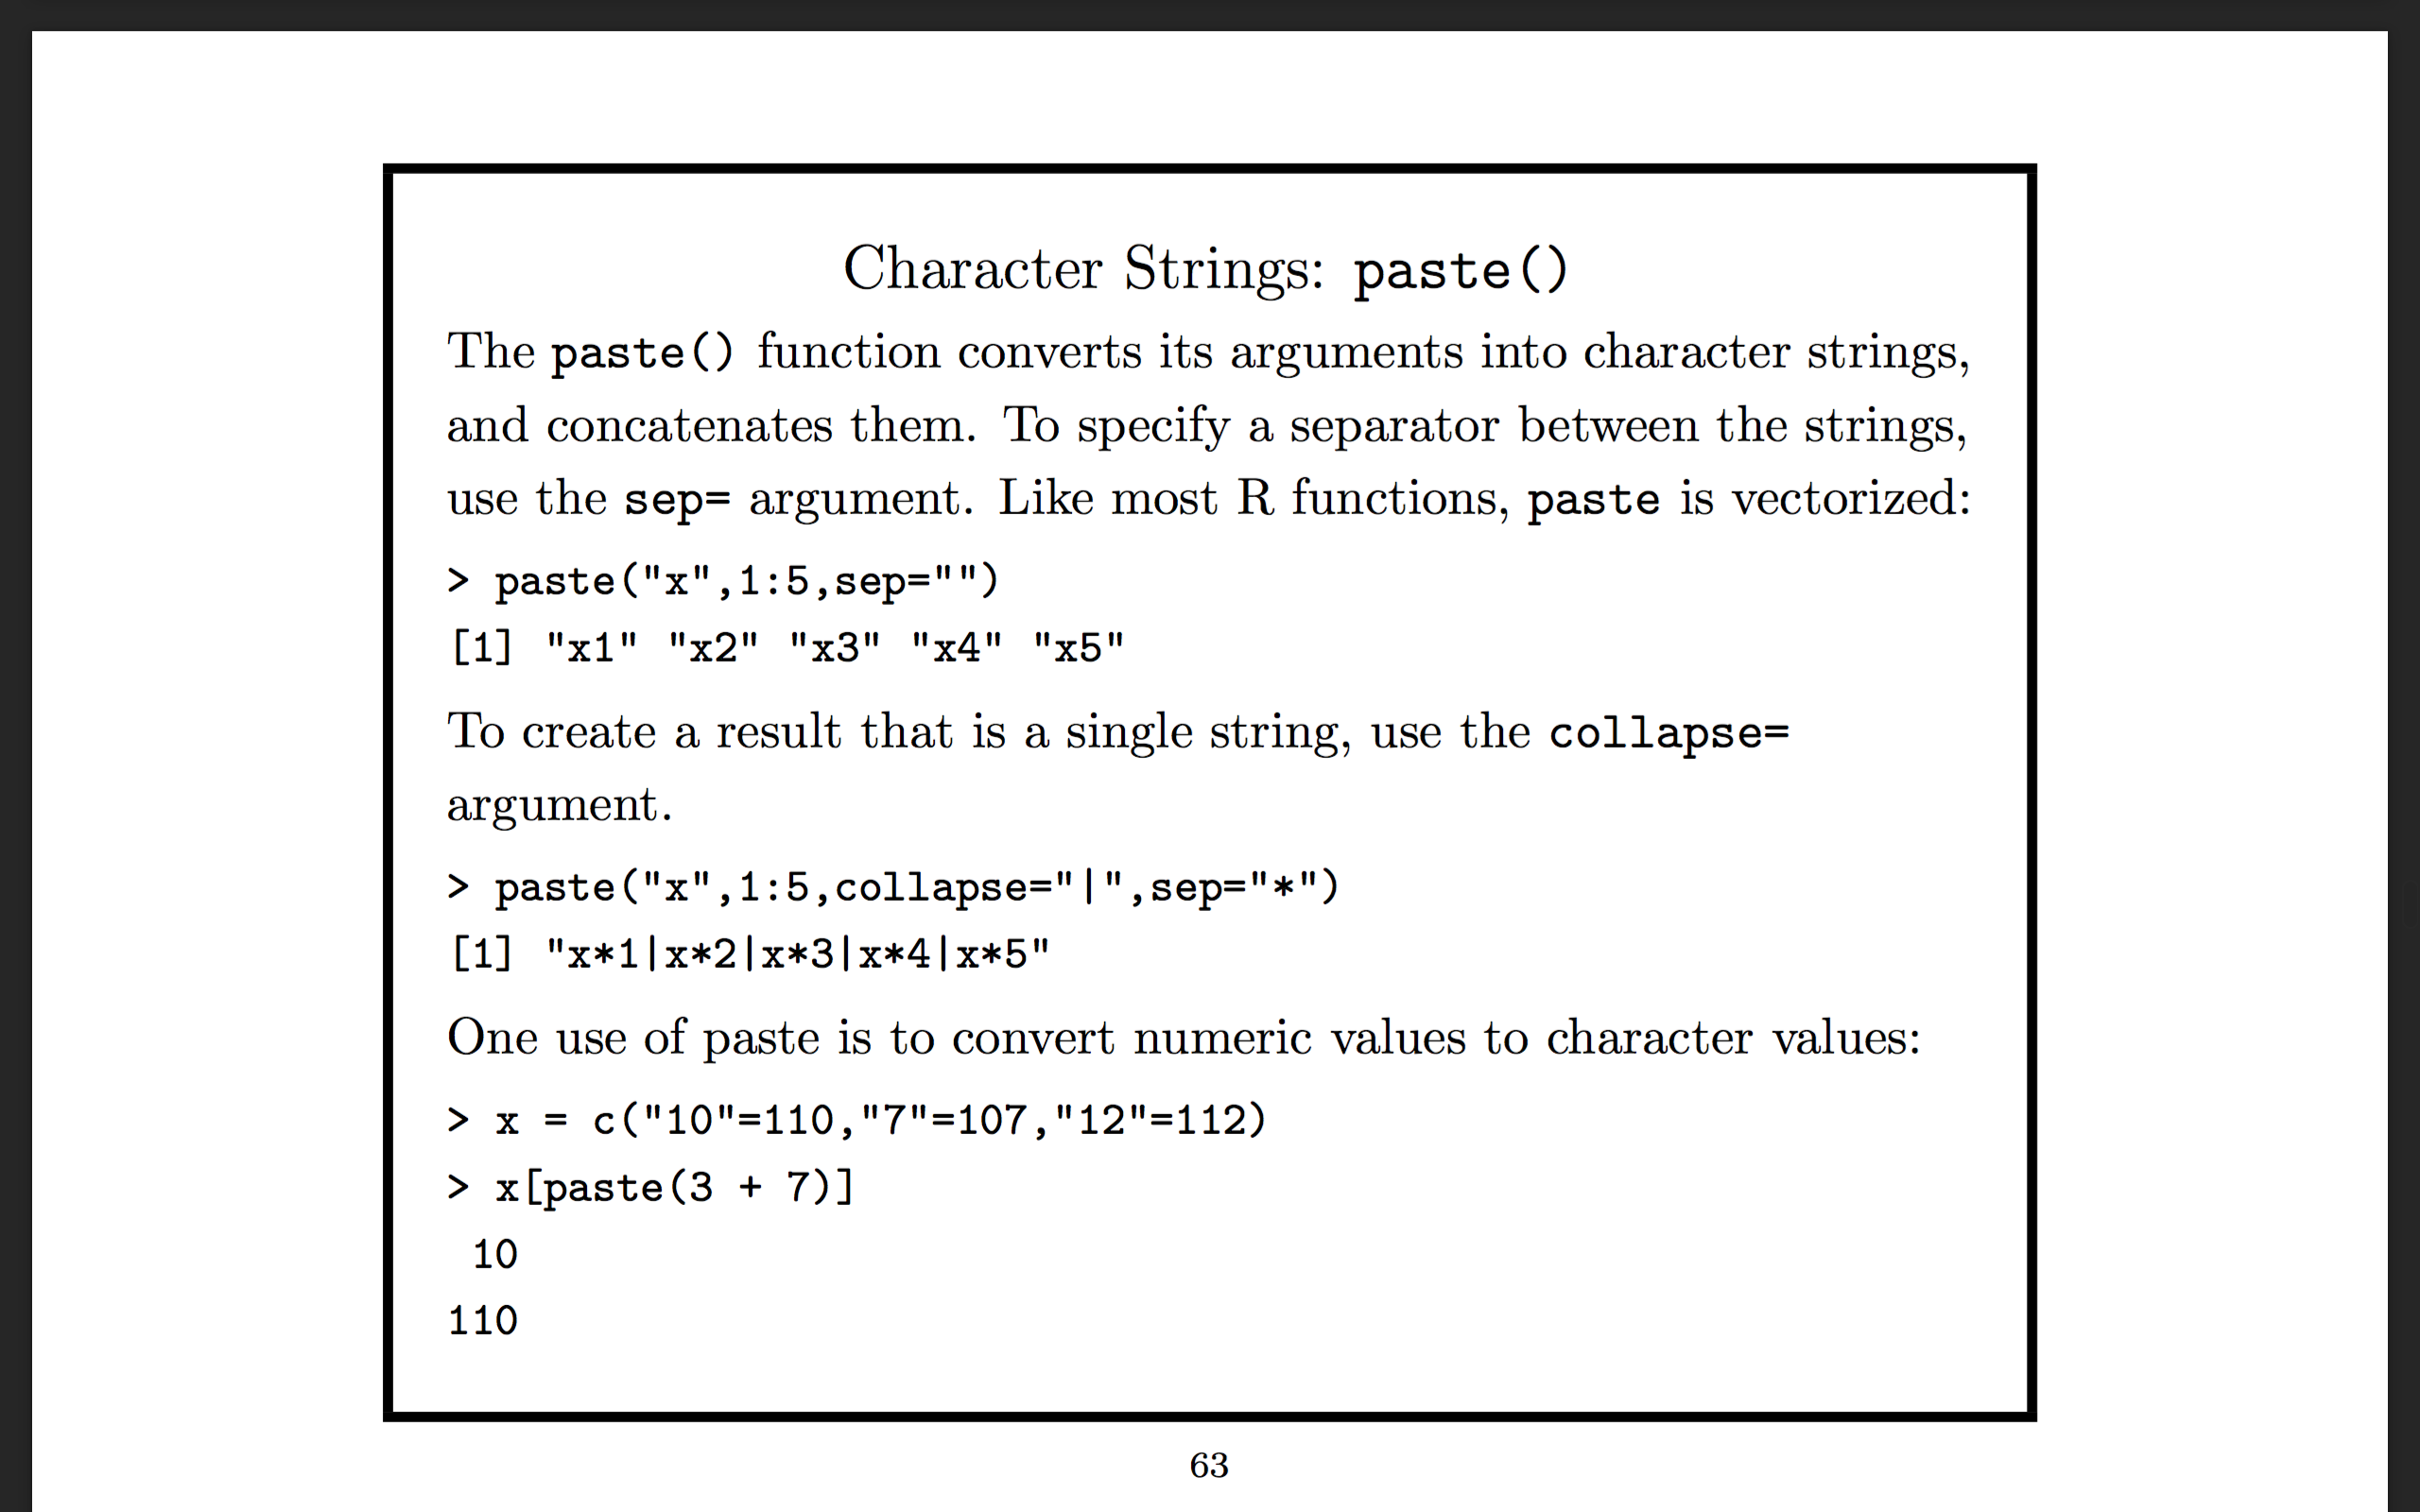 Character Strings: paste()
The paste() function converts its arguments into character strings,
and concatenates them. To specify a separator between the strings,
use the sep= argument. Like most R functions, paste is vectorized:
> paste("x",1:5,sep="")
[1] "x1" "x2" "x3" "x4" "x5"
To create a result that is a single string, use the collapse=
argument.
> paste("x",1:5,collapse="|",sep="*")
[1] "x*1|x*2|x*3|x*4|x*5"
One use of paste is to convert numeric values to character values:
> x = c("10"=110,"7"=107,"12"=112)
> x[paste(3 + 7)]
 10
110
63